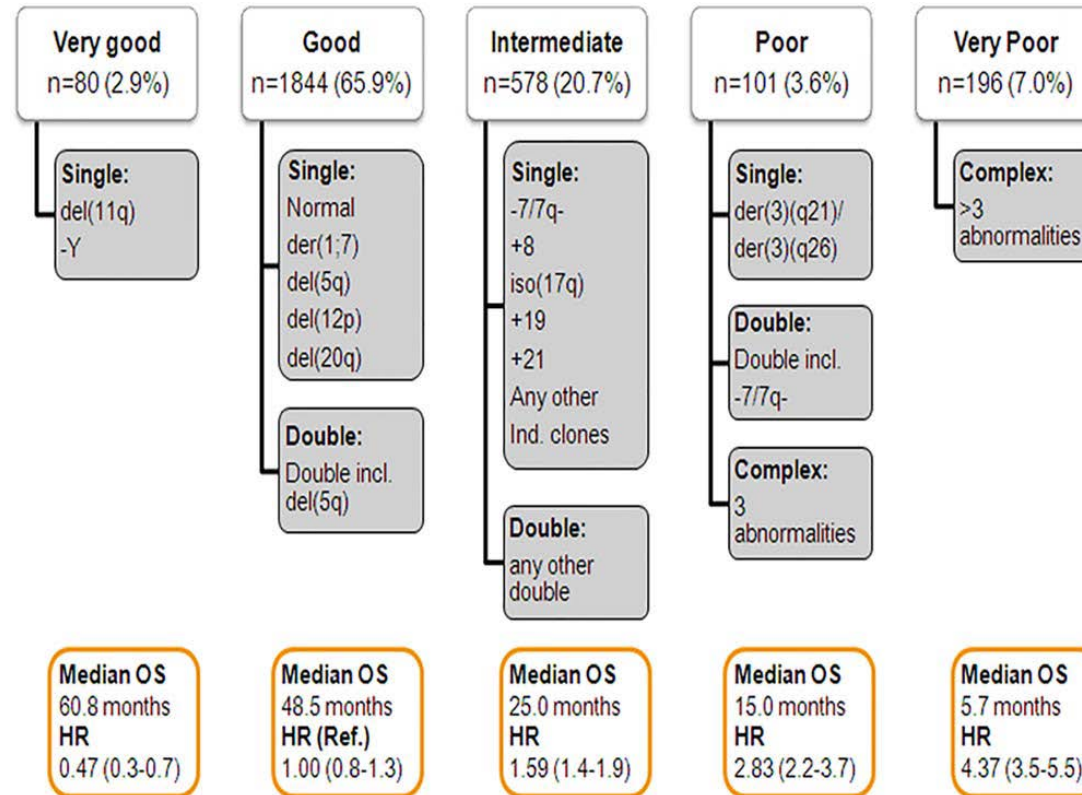 Very good
n=80 (2.9%)
Single:
del(11q)
-Y
Median OS
60.8 months
HR
0.47 (0.3-0.7)
Good
n=1844 (65.9%)
Single:
Normal
der(1;7)
del(5q)
del(12p)
del(20q)
Double:
Double incl.
del(5q)
Median OS
48.5 months
HR (Ref.)
1.00 (0.8-1.3)
Intermediate
n=578 (20.7%)
Single:
-7/7q-
+8
iso(17q)
+19
+21
Any other
Ind. clones
Double:
any other
double
Median OS
25.0 months
HR
1.59 (1.4-1.9)
Poor
n=101 (3.6%)
Single:
der(3)(q21)/
der(3)(q26)
Double:
Double incl.
-7/7q-
Complex:
3
abnormalities
Median OS
15.0 months
HR
2.83 (2.2-3.7)
Very Poor
n=196 (7.0%)
Complex:
>3
abnormalities
Median OS
5.7 months
HR
4.37 (3.5-5.5)